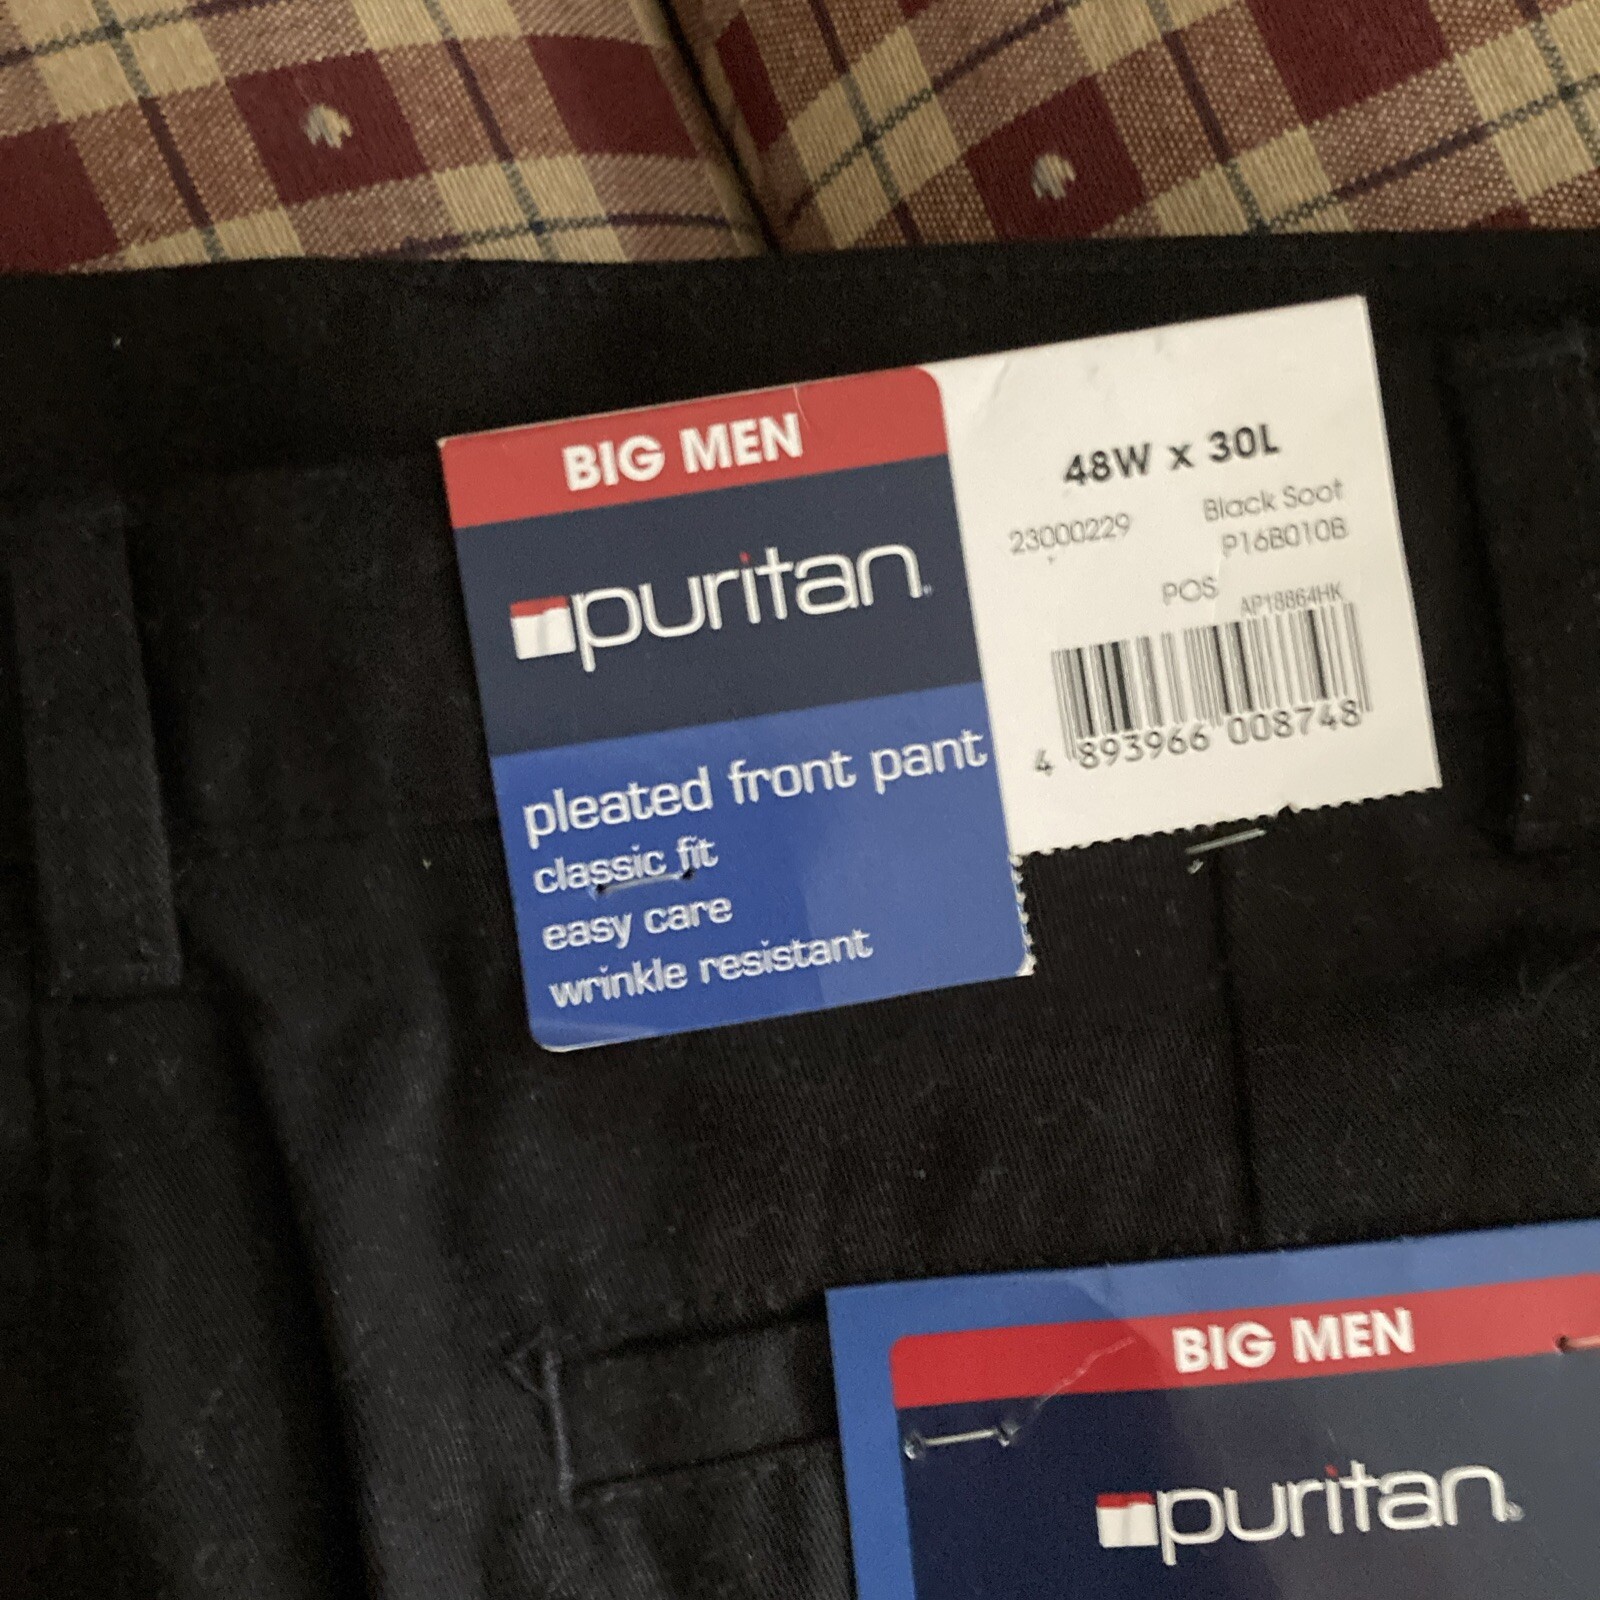 BIG MEN
puritan
pleated front pant
classic fit
easy care
wrinkle resistant
48W x 30L
Black Soot
23000229 P16B010B
POS AP18864HK
4 893966 008748
BIG MEN
puritan